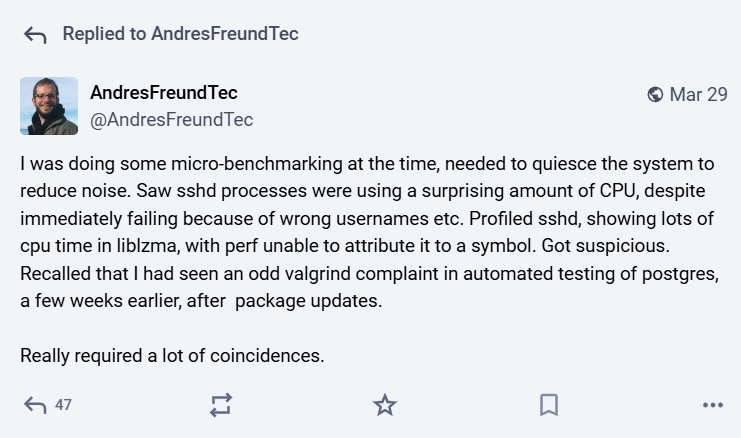 Replied to AndresFreundTec
AndresFreundTec
Mar 29
@AndresFreundTec
I was doing some micro-benchmarking at the time, needed to quiesce the system to
reduce noise. Saw sshd processes were using a surprising amount of CPU, despite
immediately failing because of wrong usernames etc. Profiled sshd, showing lots of
cpu time in liblzma, with perf unable to attribute it to a symbol. Got suspicious.
Recalled that I had seen an odd valgrind complaint in automated testing of postgres,
a few weeks earlier, after  package updates.
Really required a lot of coincidences.
47